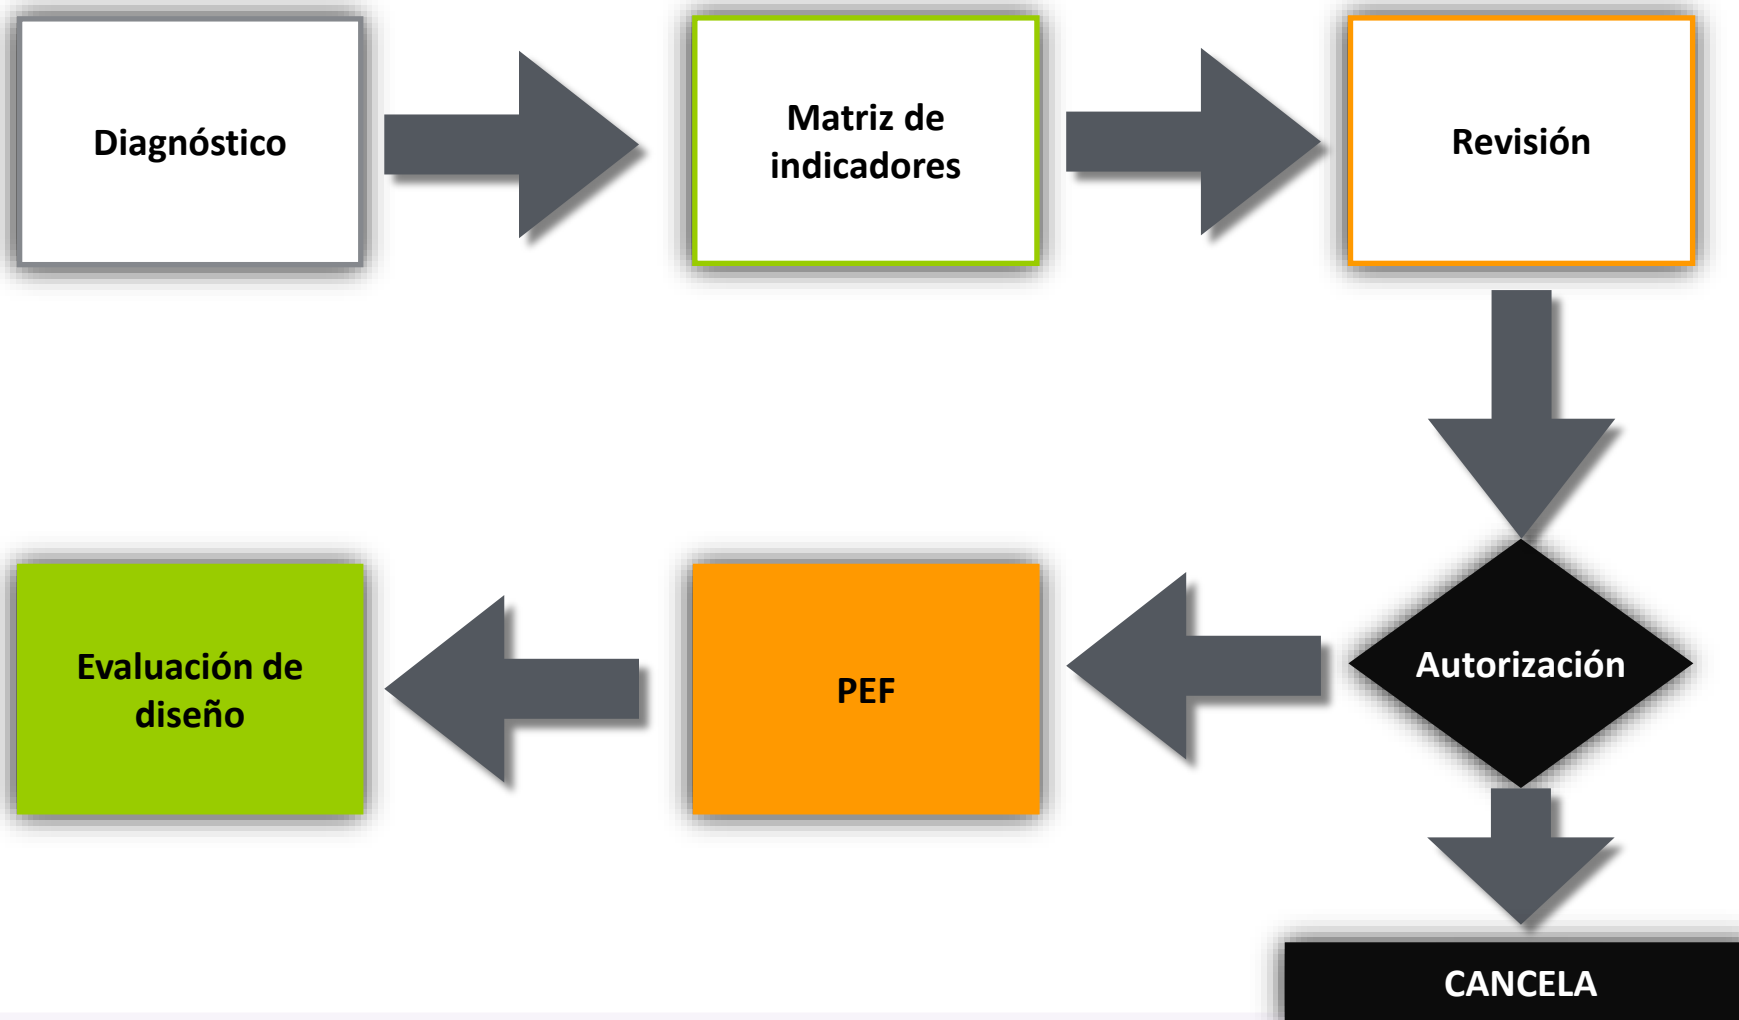 Diagnóstico
Matriz de
indicadores
Revisión
Autorización
PEF
Evaluación de
diseño
CANCELA